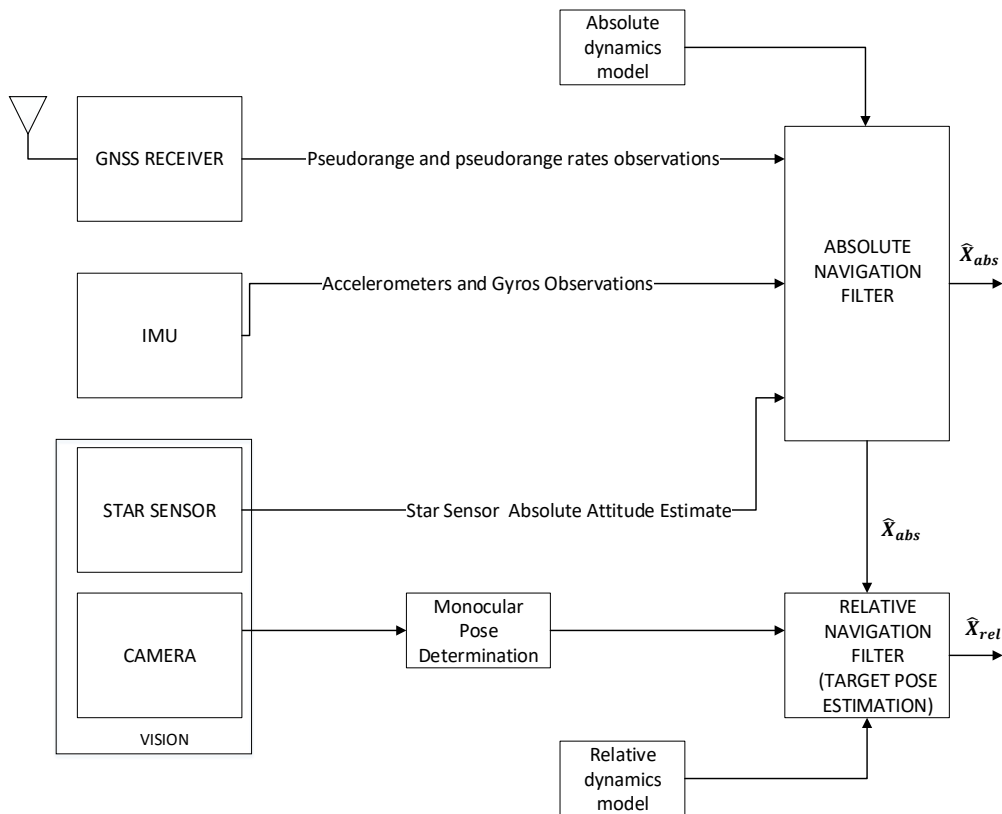 Absolute
dynamics
model
GNSS RECEIVER
Pseudorange and pseudorange rates observations
ABSOLUTE
NAVIGATION
FILTER
X̂abs
IMU
Accelerometers and Gyros Observations
STAR SENSOR
Star Sensor  Absolute Attitude Estimate
X̂abs
CAMERA
VISION
Monocular
Pose
Determination
RELATIVE
NAVIGATION
FILTER
(TARGET POSE
ESTIMATION)
X̂rel
Relative
dynamics
model